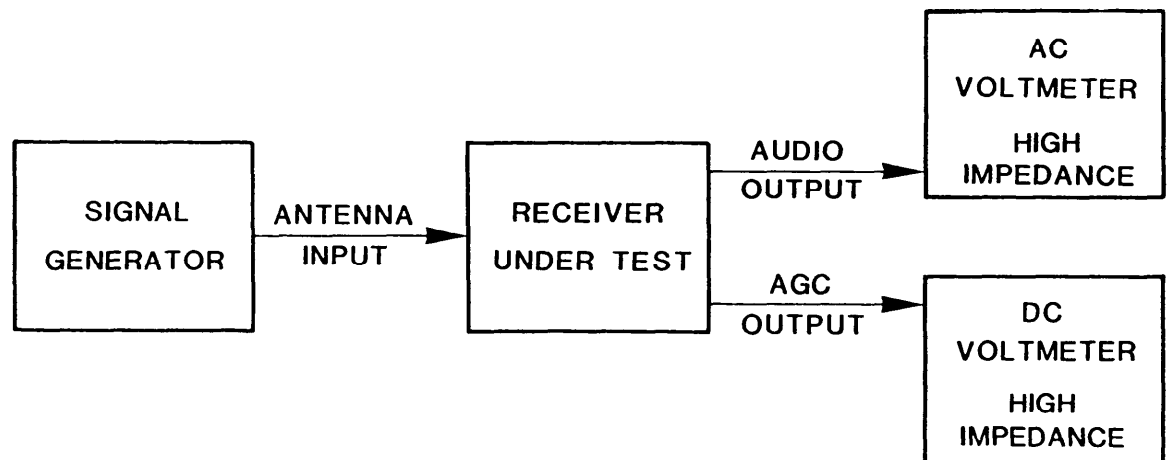 SIGNAL
GENERATOR
ANTENNA
INPUT
RECEIVER
UNDER TEST
AUDIO
OUTPUT
AGC
OUTPUT
AC
VOLTMETER
HIGH
IMPEDANCE
DC
VOLTMETER
HIGH
IMPEDANCE